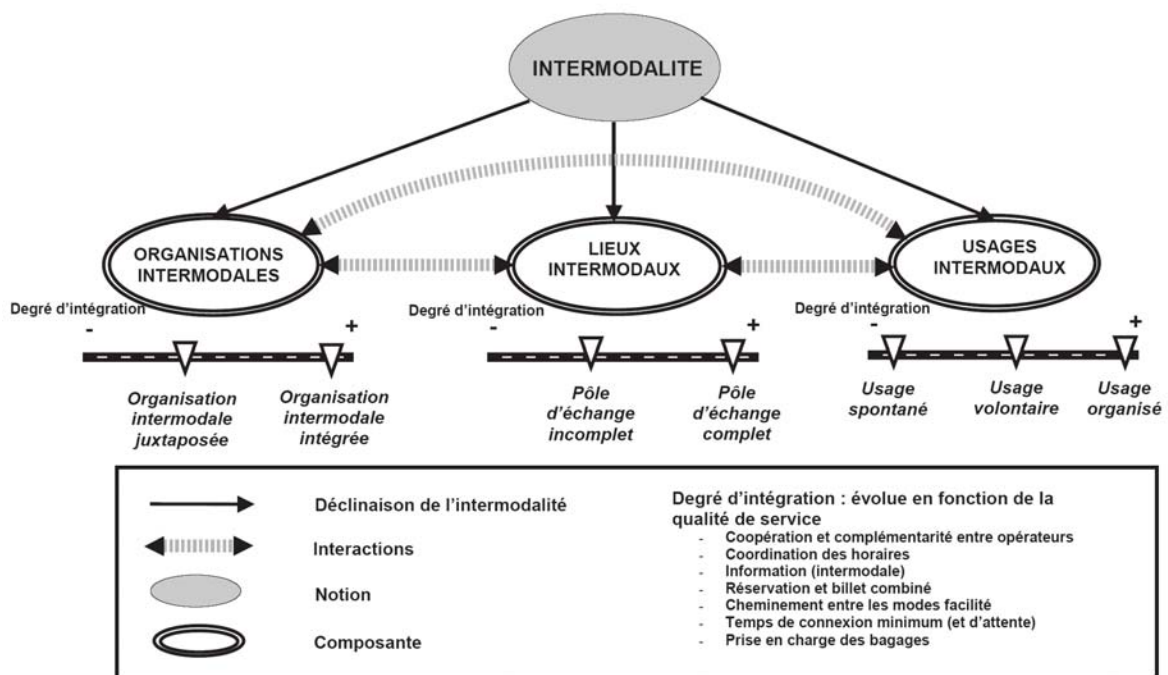 INTERMODALITE
ORGANISATIONS
INTERMODALES
LIEUX
INTERMODAUX
USAGES
INTERMODAUX
Degré d'intégration
-
+
Organisation
intermodale
juxtaposée
Organisation
intermodale
intégrée
Degré d'intégration
-
+
Pôle
d'échange
incomplet
Pôle
d'échange
complet
Degré d'intégration
-
+
Usage
spontané
Usage
volontaire
Usage
organisé
Déclinaison de l'intermodalité
Interactions
Notion
Composante
Degré d'intégration : évolue en fonction de la
qualité de service
- Coopération et complémentarité entre opérateurs
- Coordination des horaires
- Information (intermodale)
- Réservation et billet combiné
- Cheminement entre les modes facilité
- Temps de connexion minimum (et d'attente)
- Prise en charge des bagages